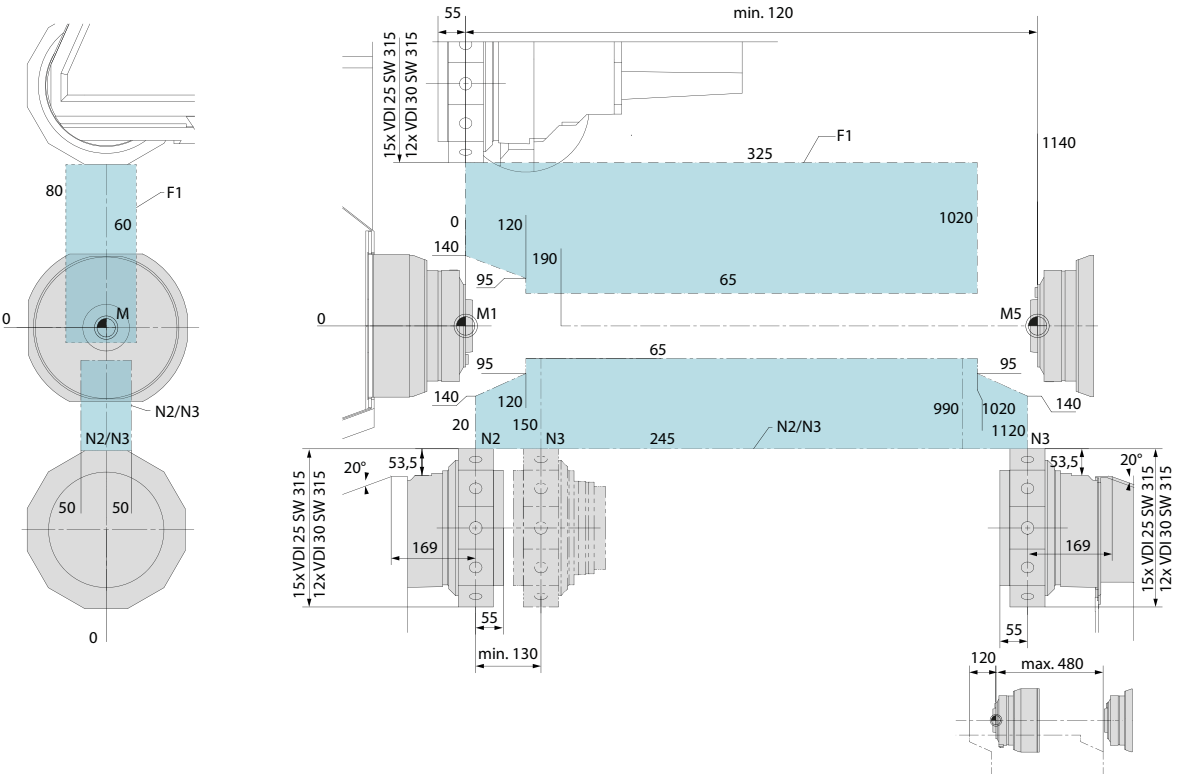 55
min. 120
15x VDI 25 SW 315
12x VDI 30 SW 315
F1
325
1140
80
F1
60
0
120
1020
140
190
95
65
M
0
0
M1
M5
65
95
95
140
120
990
1020
140
N2/N3
20
150
1120
N2/N3
N2
N3
245
N2/N3
N3
20°
53,5
53,5
20°
50
50
15x VDI 25 SW 315
12x VDI 30 SW 315
169
169
15x VDI 25 SW 315
12x VDI 30 SW 315
55
55
0
min. 130
120
max. 480